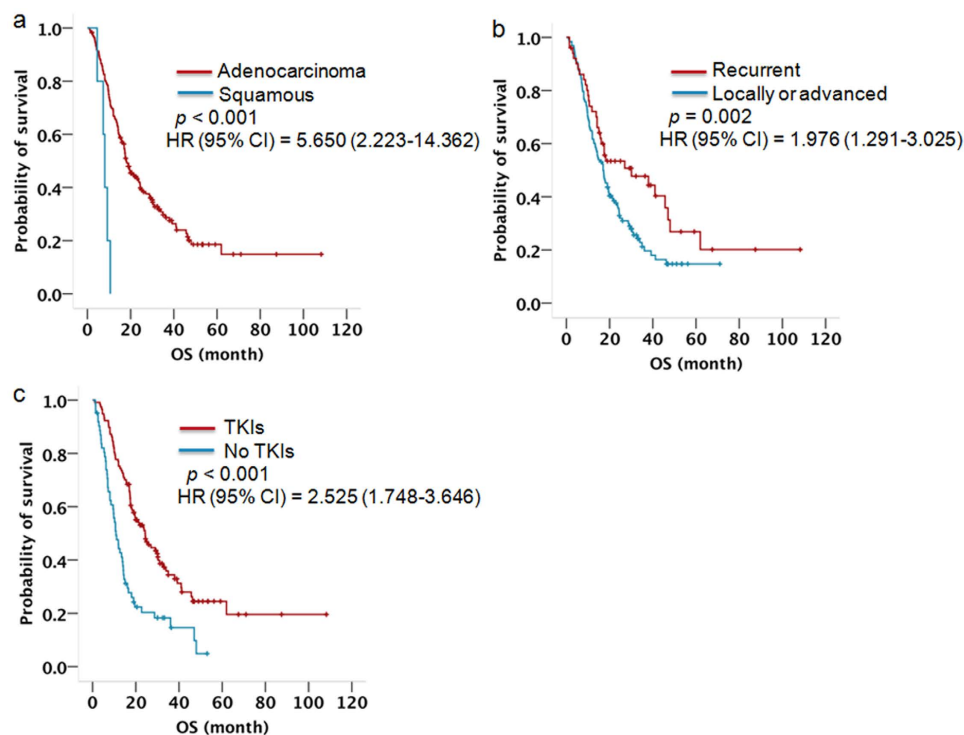 a
Probability of survival
1.0
0.8
0.6
0.4
0.2
0.0
Adenocarcinoma
Squamous
p < 0.001
HR (95% CI) = 5.650 (2.223-14.362)
0 20 40 60 80 100 120
OS (month)
b
Probability of survival
1.0
0.8
0.6
0.4
0.2
0.0
Recurrent
Locally or advanced
p = 0.002
HR (95% CI) = 1.976 (1.291-3.025)
0 20 40 60 80 100 120
OS (month)
c
Probability of survival
1.0
0.8
0.6
0.4
0.2
0.0
TKIs
No TKIs
p < 0.001
HR (95% CI) = 2.525 (1.748-3.646)
0 20 40 60 80 100 120
OS (month)